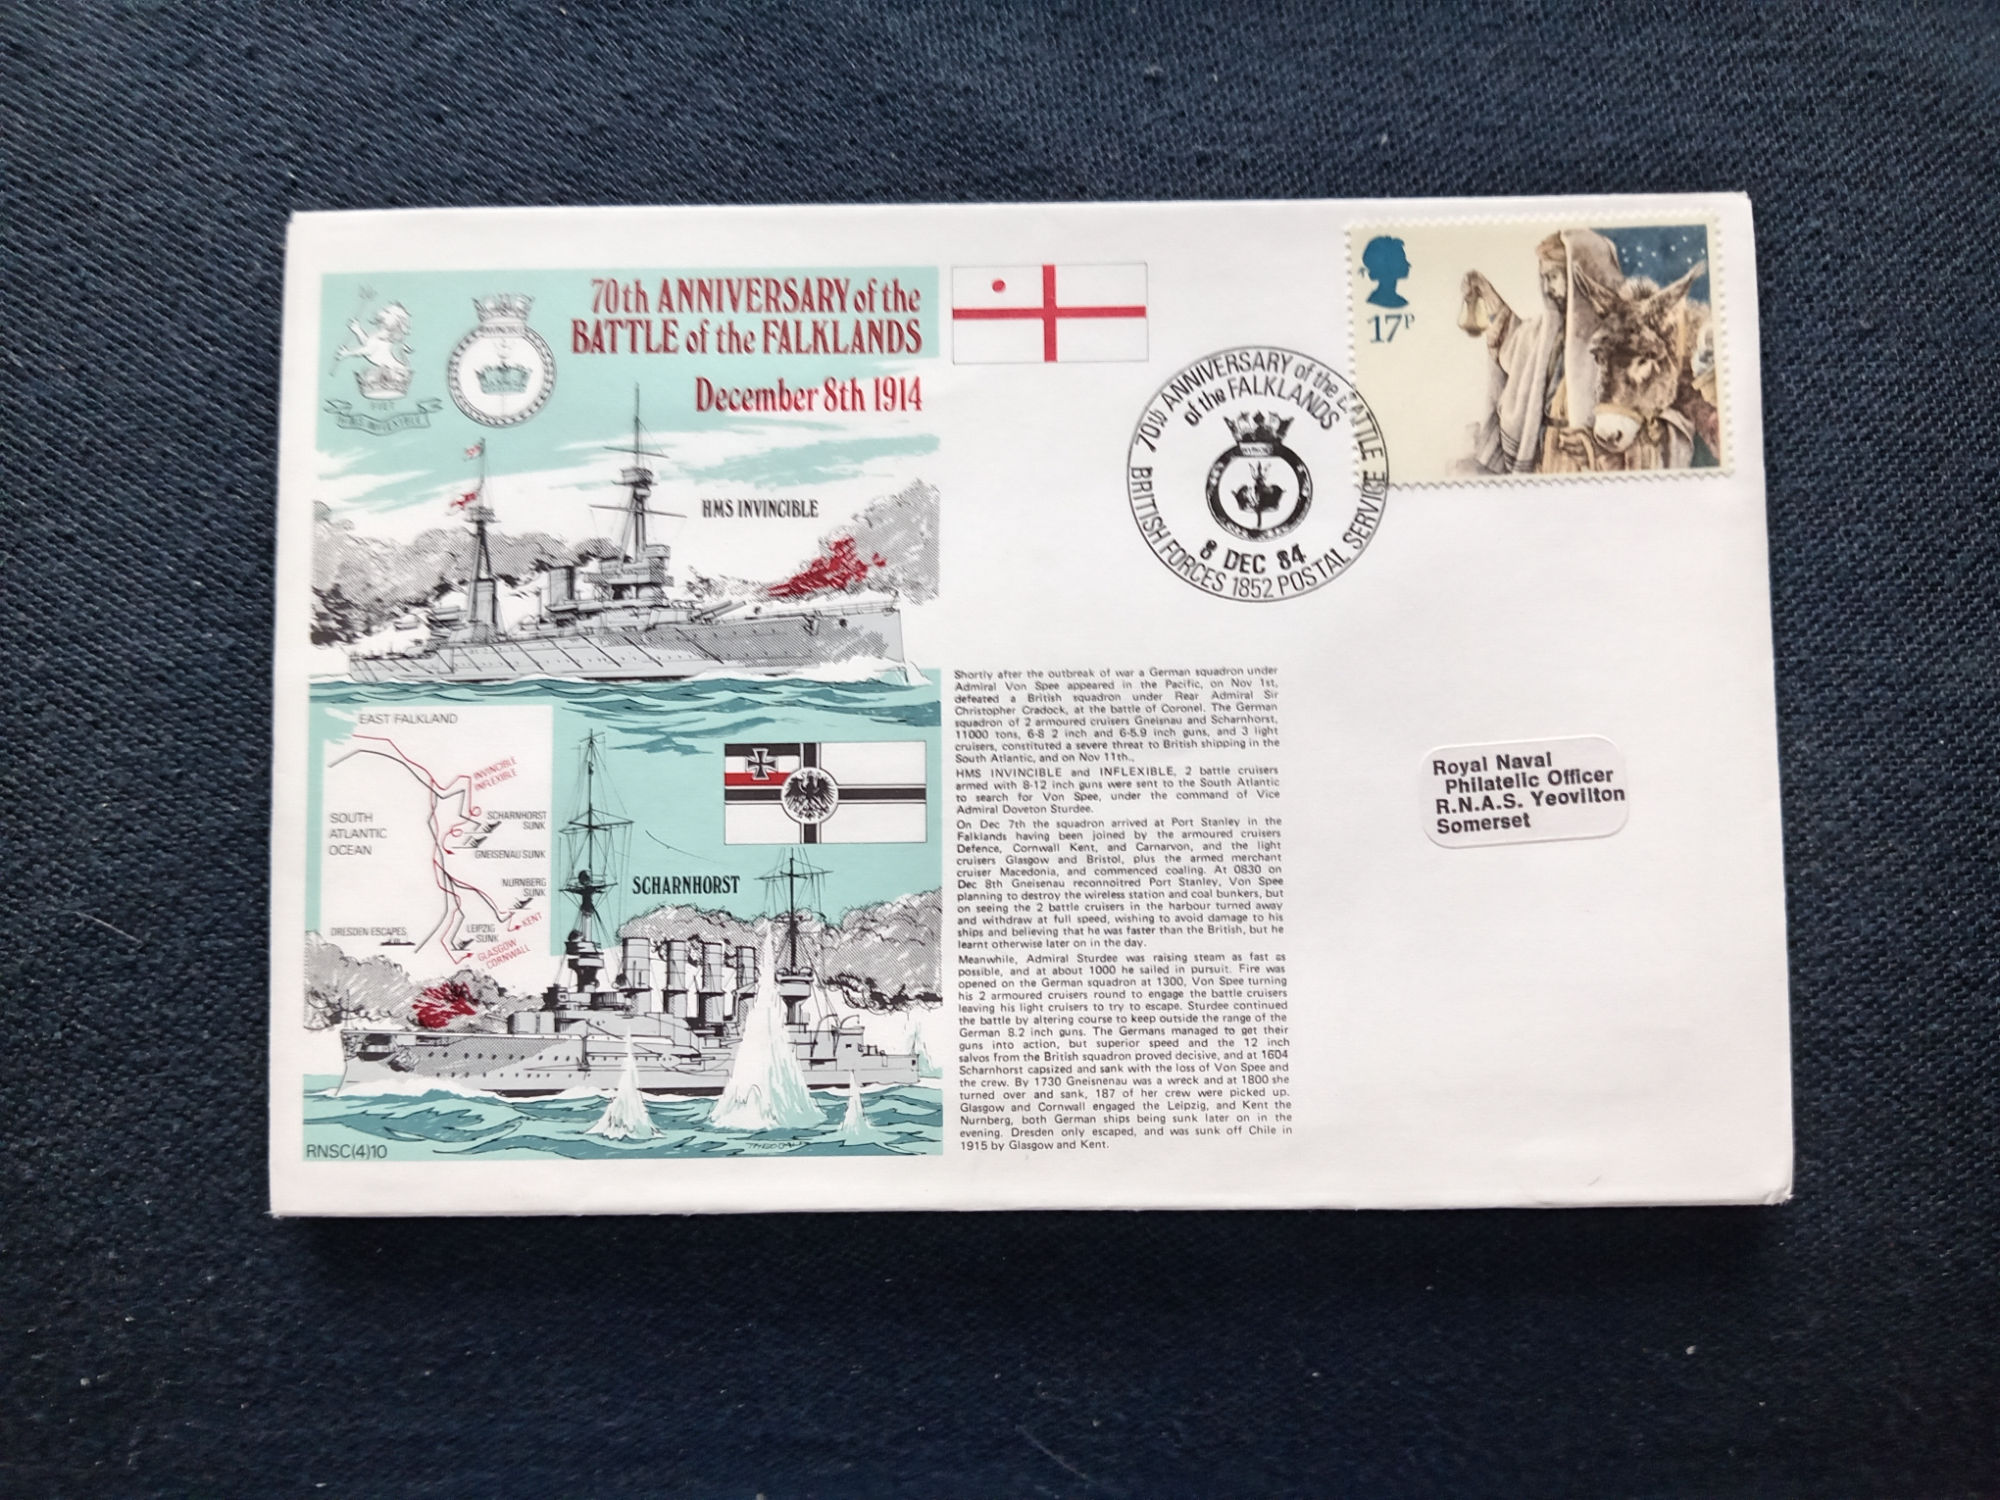 70th ANNIVERSARY of the
BATTLE of the FALKLANDS
December 8th 1914
HMS INFLEXIBLE
HMS INVINCIBLE
EAST FALKLAND
INVINCIBLE
INFLEXIBLE
SOUTH
ATLANTIC
OCEAN
SCHARNHORST
SUNK
GNEISENAU SUNK
NURNBERG
SUNK
KENT
DRESDEN ESCAPES
LEIPZIG
SUNK
GLASGOW
CORNWALL
SCHARNHORST
RNSC(4)10
17P
70th ANNIVERSARY of the BATTLE
of the FALKLANDS
8 DEC 84
BRITISH FORCES 1852 POSTAL SERVICE
Shortly after the outbreak of war a German squadron under
Admiral Von Spee appeared in the Pacific, on Nov 1st,
defeated a British squadron under Rear Admiral Sir
Christopher Cradock, at the battle of Coronel. The German
squadron of 2 armoured cruisers Gneisnau and Scharnhorst,
11000 tons, 6-8 2 inch and 6-5.9 inch guns, and 3 light
cruisers, constituted a severe threat to British shipping in the
South Atlantic, and on Nov 11th.,
HMS INVINCIBLE and INFLEXIBLE, 2 battle cruisers
armed with 8-12 inch guns were sent to the South Atlantic
to search for Von Spee, under the command of Vice
Admiral Doveton Sturdee.
On Dec 7th the squadron arrived at Port Stanley in the
Falklands having been joined by the armoured cruisers
Defence, Cornwall Kent, and Carnarvon, and the light
cruisers Glasgow and Bristol, plus the armed merchant
cruiser Macedonia, and commenced coaling. At 0830 on
Dec 8th Gneisenau reconnoitred Port Stanley, Von Spee
planning to destroy the wireless station and coal bunkers, but
on seeing the 2 battle cruisers in the harbour turned away
and withdraw at full speed, wishing to avoid damage to his
ships and believing that he was faster than the British, but he
learnt otherwise later on in the day.
Meanwhile, Admiral Sturdee was raising steam as fast as
possible, and at about 1000 he sailed in pursuit. Fire was
opened on the German squadron at 1300, Von Spee turning
his 2 armoured cruisers round to engage the battle cruisers
leaving his light cruisers to try to escape. Sturdee continued
the battle by altering course to keep outside the range of the
German 8.2 inch guns. The Germans managed to get their
guns into action, but superior speed and the 12 inch
salvos from the British squadron proved decisive, and at 1604
Scharnhorst capsized and sank with the loss of Von Spee and
the crew. By 1730 Gneisnenau was a wreck and at 1800 she
turned over and sank, 187 of her crew were picked up.
Glasgow and Cornwall engaged the Leipzig, and Kent the
Nurnberg, both German ships being sunk later on in the
evening. Dresden only escaped, and was sunk off Chile in
1915 by Glasgow and Kent.
Royal Naval
Philatelic Officer
R.N.A.S. Yeovilton
Somerset